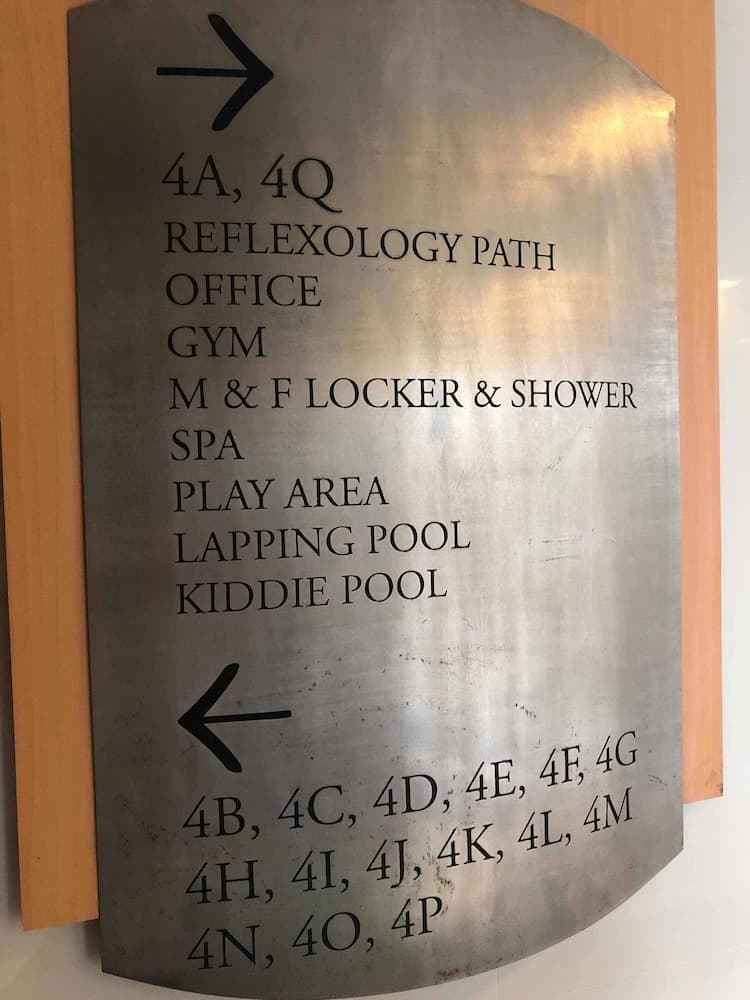 4A, 4Q
REFLEXOLOGY PATH
OFFICE
GYM
M & F LOCKER & SHOWER
SPA
PLAY AREA
LAPPING POOL
KIDDIE POOL
4B, 4C, 4D, 4E, 4F, 4G
4H, 4I, 4J, 4K, 4L, 4M
4N, 4O, 4P